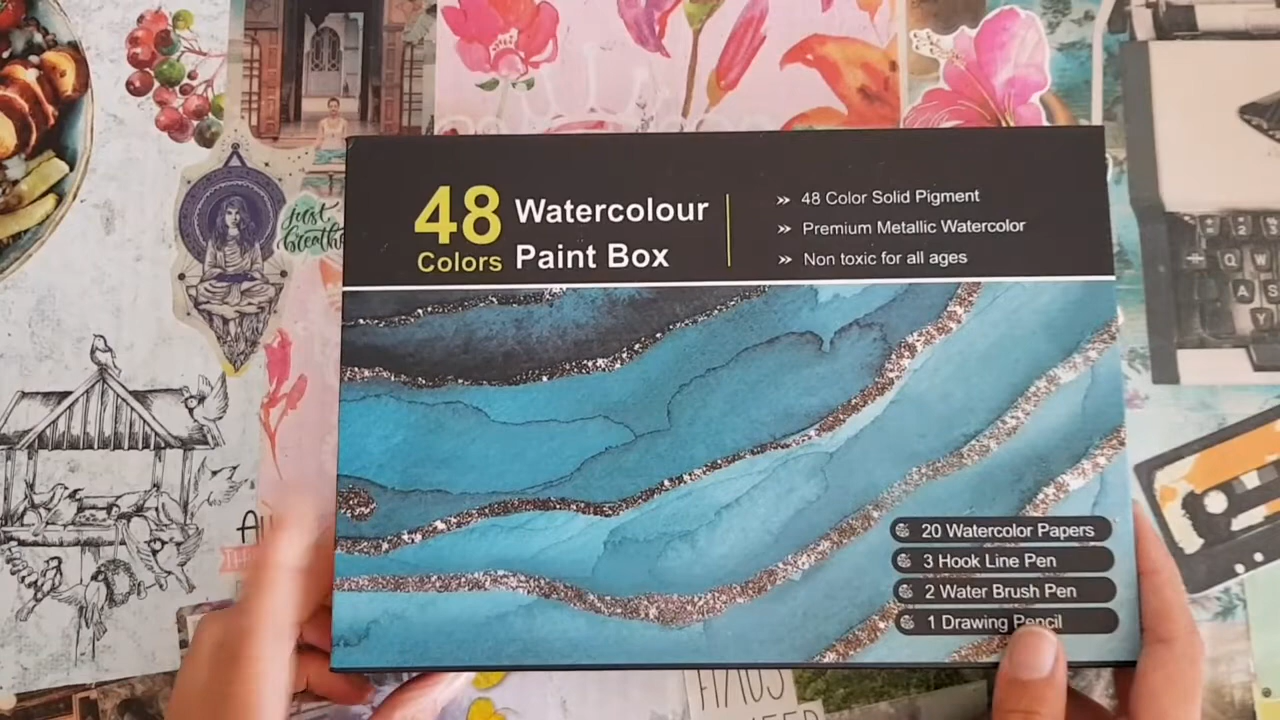 just
breathe
48
Colors
Watercolour
Paint Box
48 Color Solid Pigment
Premium Metallic Watercolor
Non toxic for all ages
20 Watercolor Papers
3 Hook Line Pen
2 Water Brush Pen
1 Drawing Pencil
Q W
A S